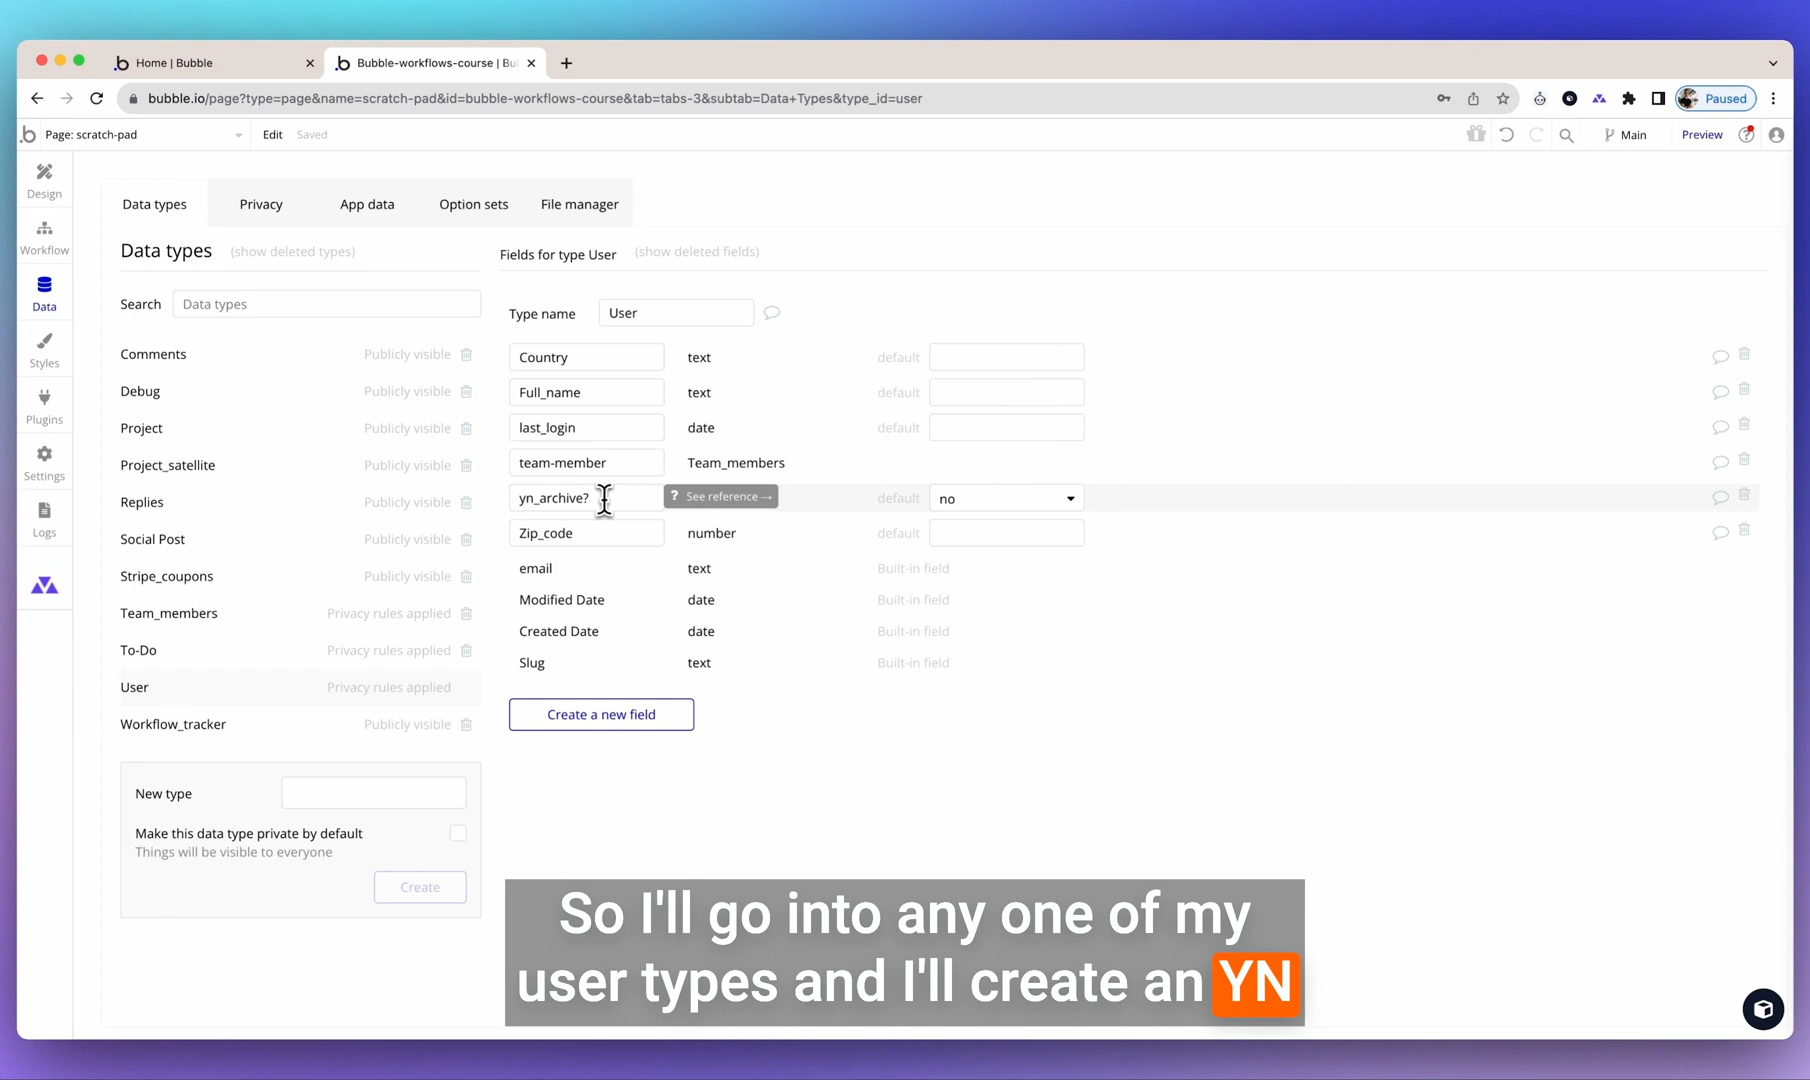 Home | Bubble
Bubble-workflows-course | Bu
bubble.io/page?type=page&name=scratch-pad&id=bubble-workflows-course&tab=tabs-3&subtab=Data+Types&type_id=user
Paused
Page: scratch-pad
Edit
Saved
Main
Preview
Design
Workflow
Data
Styles
Plugins
Settings
Logs
Data types
Privacy
App data
Option sets
File manager
Data types (show deleted types)
Search Data types
Comments Publicly visible
Debug Publicly visible
Project Publicly visible
Project_satellite Publicly visible
Replies Publicly visible
Social Post Publicly visible
Stripe_coupons Publicly visible
Team_members Privacy rules applied
To-Do Privacy rules applied
User Privacy rules applied
Workflow_tracker Publicly visible
New type
Make this data type private by default
Things will be visible to everyone
Create
Fields for type User (show deleted fields)
Type name User
Country text default
Full_name text default
last_login date default
team-member Team_members
yn_archive? ? See reference → default no
Zip_code number default
email text Built-in field
Modified Date date Built-in field
Created Date date Built-in field
Slug text Built-in field
Create a new field
So I'll go into any one of my
user types and I'll create an YN